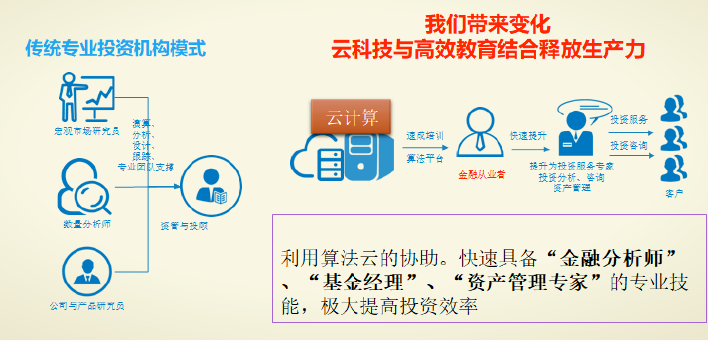 传统专业投资机构模式
宏观市场研究员
演算、
分析、
设计、
跟踪、
专业团队支撑
数量分析师
资管与投顾
公司与产品研究员
我们带来变化
云科技与高效教育结合释放生产力
云计算
速成培训
算法平台
金融从业者
快速提升
提升为投资服务专家
投资分析、咨询
资产管理
投资服务
投资咨询
客户
利用算法云的协助。快速具备“金融分析师”
、“基金经理”、“资产管理专家”的专业技
能，极大提高投资效率